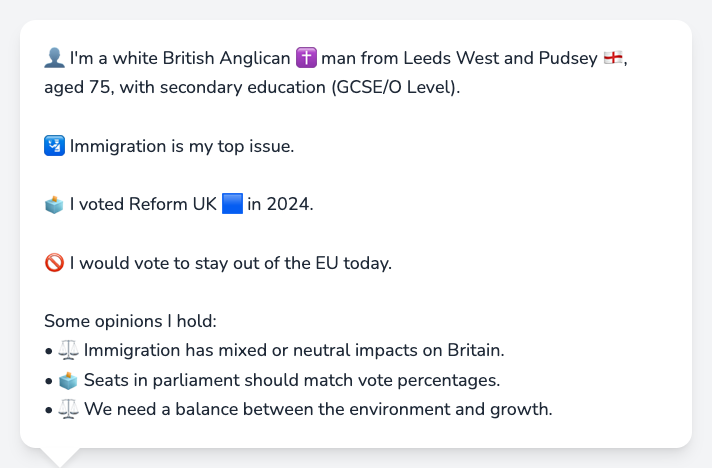 👤 I'm a white British Anglican ✝️ man from Leeds West and Pudsey 🏴󠁧󠁢󠁥󠁮󠁧󠁿,
aged 75, with secondary education (GCSE/O Level).
🛂 Immigration is my top issue.
🗳️ I voted Reform UK 🟦 in 2024.
🚫 I would vote to stay out of the EU today.
Some opinions I hold:
• ⚖️ Immigration has mixed or neutral impacts on Britain.
• 🗳️ Seats in parliament should match vote percentages.
• ⚖️ We need a balance between the environment and growth.